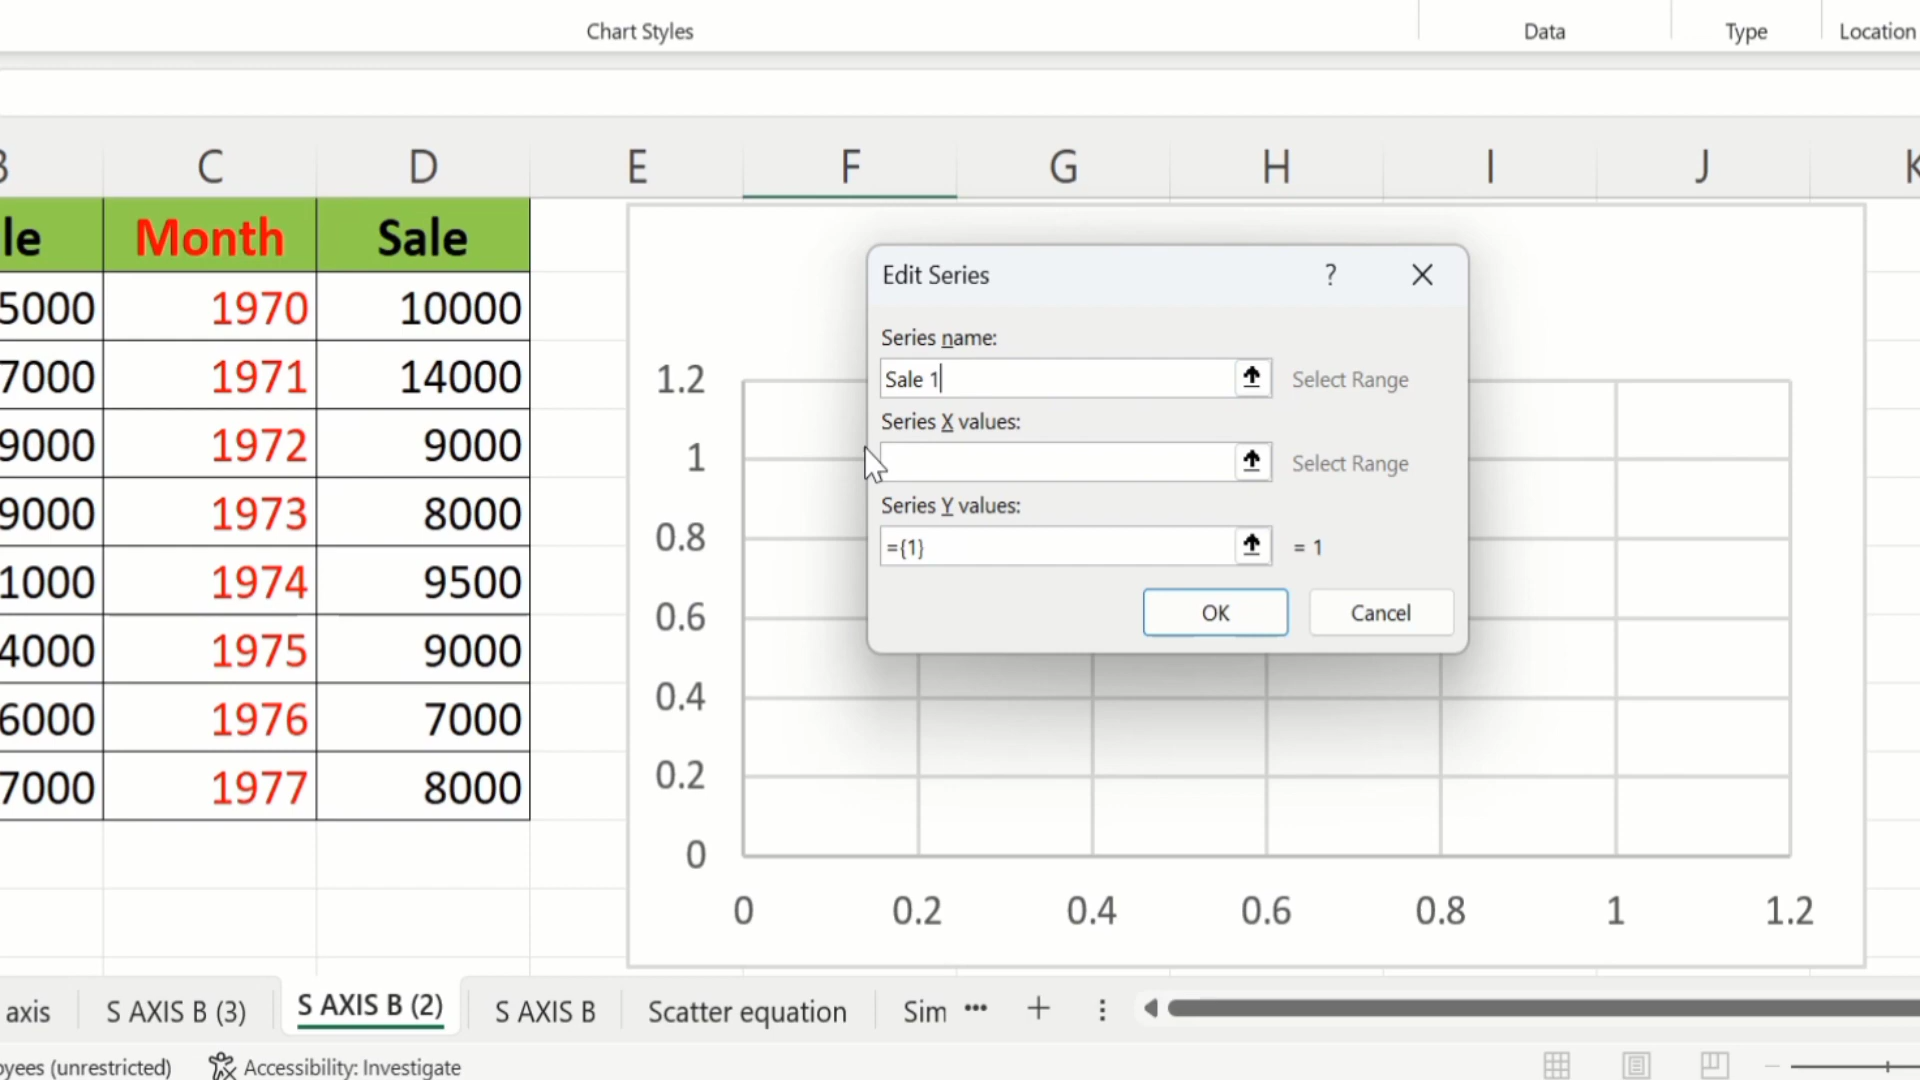 Chart Styles Data Type Location
C D E F G H I J
le Month Sale
5000 1970 10000
7000 1971 14000
9000 1972 9000
9000 1973 8000
1000 1974 9500
4000 1975 9000
6000 1976 7000
7000 1977 8000
Edit Series ?
Series name:
Sale 1 Select Range
Series X values:
Select Range
Series Y values:
={1} = 1
OK Cancel
1.2
1
0.8
0.6
0.4
0.2
0
0 0.2 0.4 0.6 0.8 1 1.2
axis S AXIS B (3) S AXIS B (2) S AXIS B Scatter equation Sim ••• +
yees (unrestricted) Accessibility: Investigate